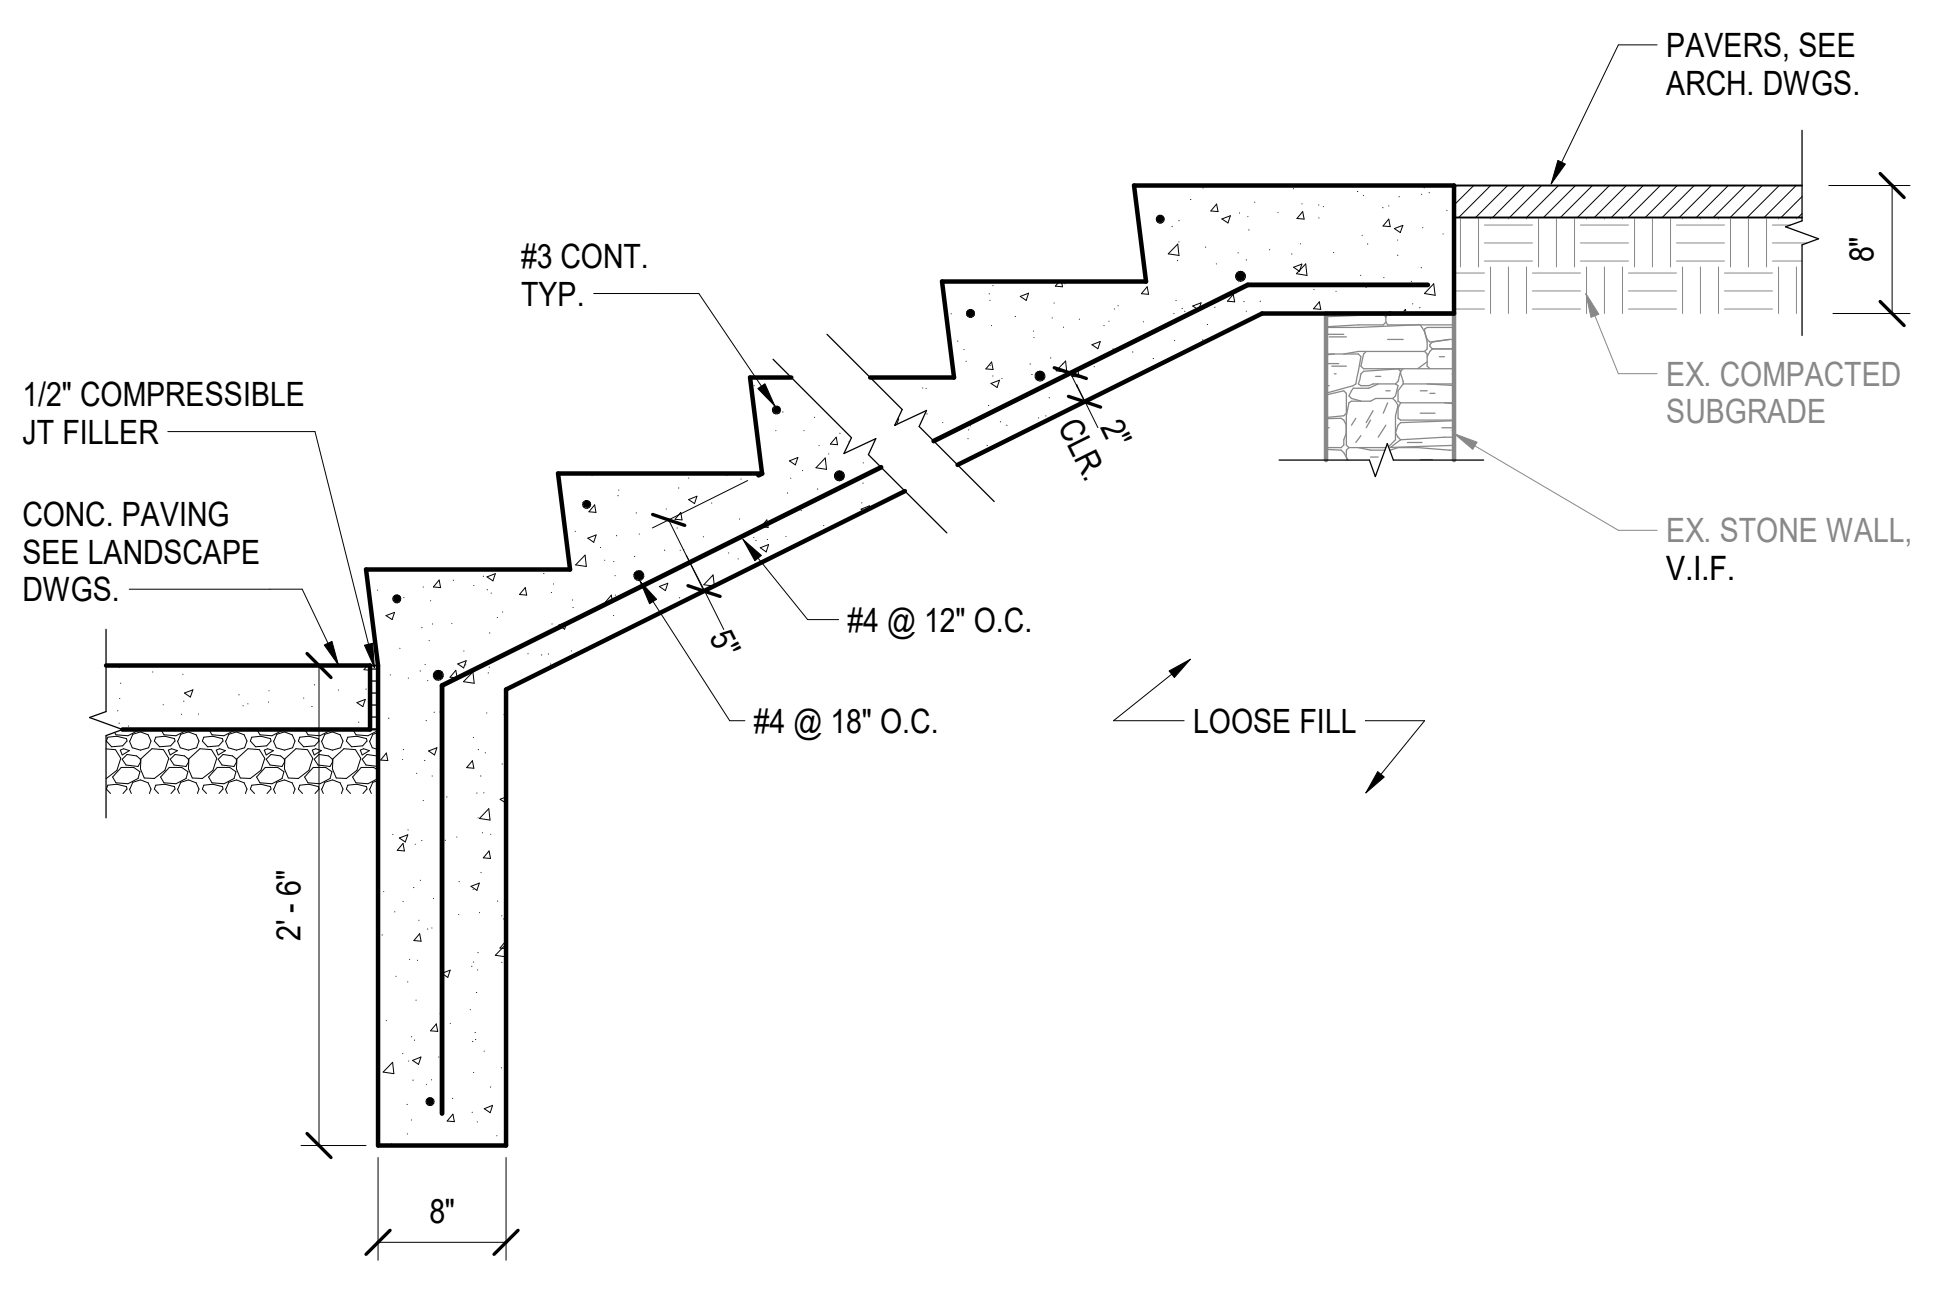 PAVERS, SEE
ARCH. DWGS.
8"
#3 CONT.
TYP.
1/2" COMPRESSIBLE
JT FILLER
EX. COMPACTED
SUBGRADE
2"
CLR.
CONC. PAVING
SEE LANDSCAPE
DWGS.
EX. STONE WALL,
V.I.F.
#4 @ 12" O.C.
5"
#4 @ 18" O.C.
LOOSE FILL
2' - 6"
8"